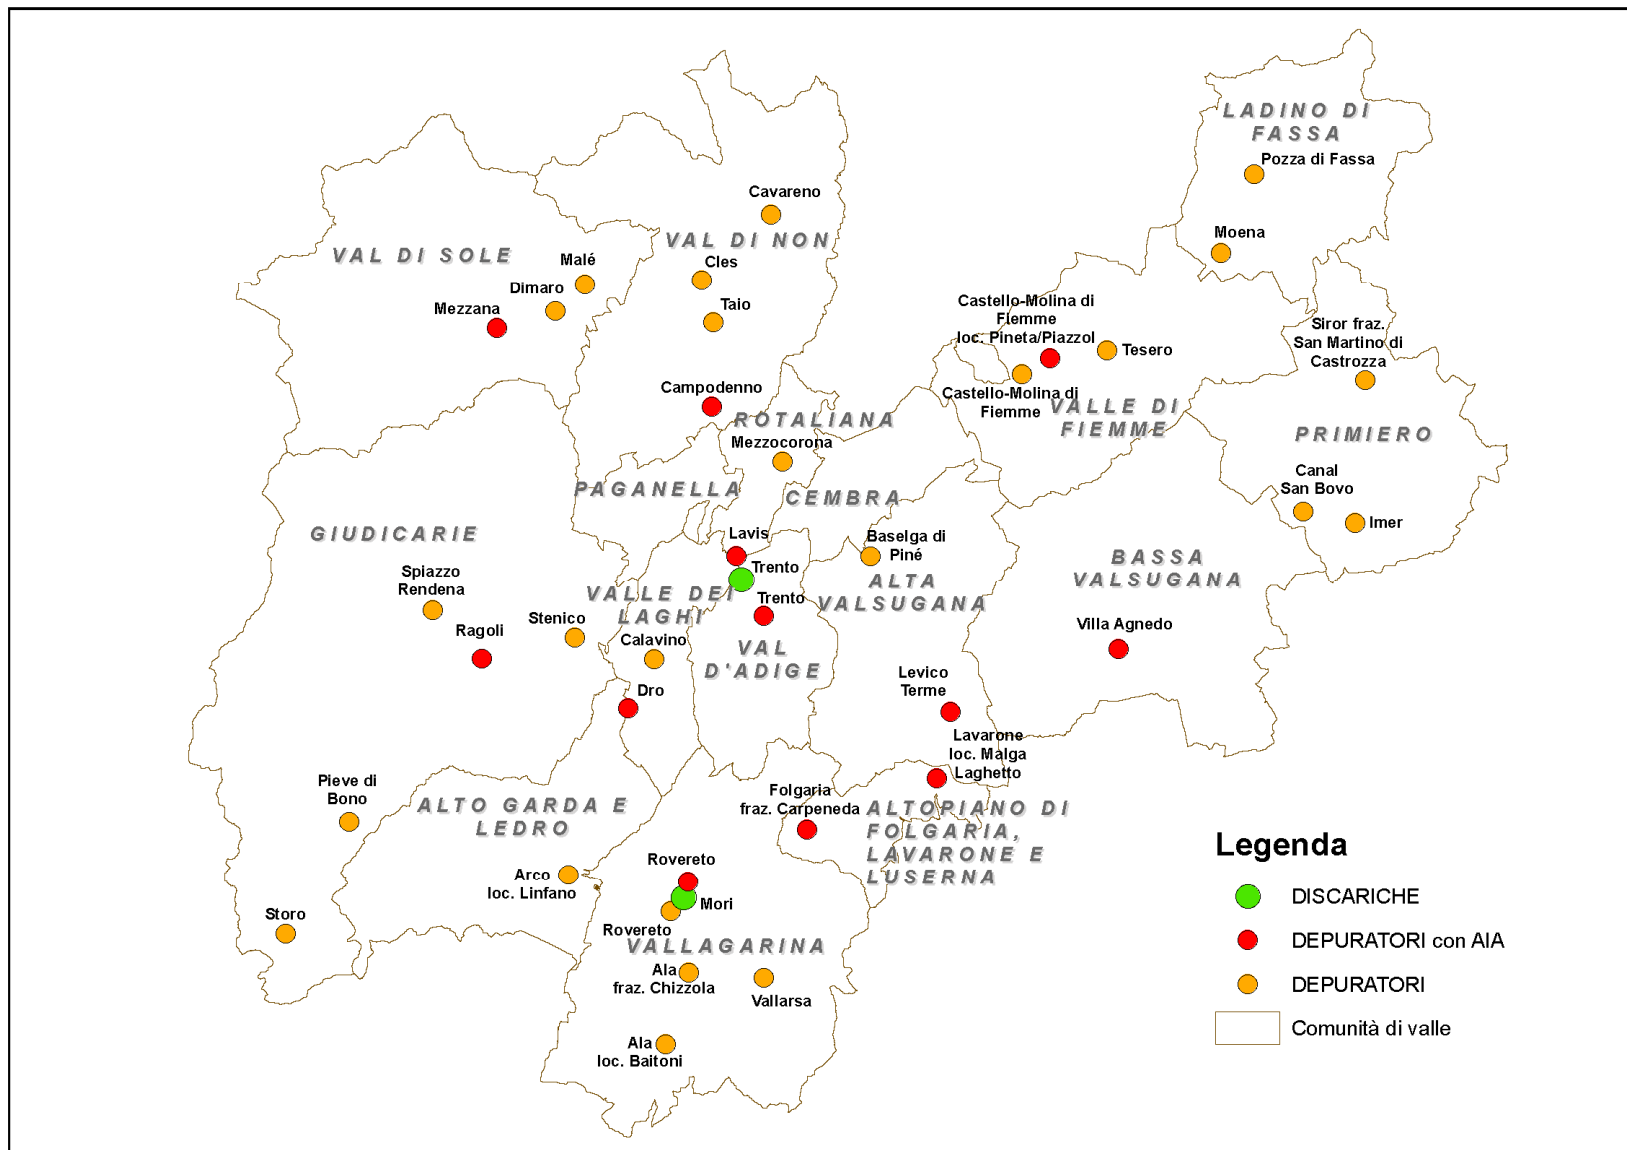 LADINO DI
FASSA
Pozza di Fassa
Moena
Cavareno
VAL DI NON
Cles
Taio
Campodenno
VAL DI SOLE
Malé
Dimaro
Mezzana
Castello-Molina di
Fiemme
loc. Pineta/Piazzol
Tesero
Castello-Molina di
Fiemme
VALLE DI
FIEMME
Siror fraz.
San Martino di
Castrozza
PRIMIERO
Canal
San Bovo
Imer
ROTALIANA
Mezzocorona
PAGANELLA
CEMBRA
Lavis
Trento
Trento
VAL
D'ADIGE
Baselga di
Piné
ALTA
VALSUGANA
Levico
Terme
BASSA
VALSUGANA
Villa Agnedo
GIUDICARIE
Spiazzo
Rendena
Ragoli
Stenico
VALLE DEI
LAGHI
Calavino
Dro
Pieve di
Bono
Storo
ALTO GARDA E
LEDRO
Arco
loc. Linfano
Lavarone
loc. Malga
Laghetto
Folgaria
fraz. Carpeneda
ALTOPIANO DI
FOLGARIA,
LAVARONE E
LUSERNA
Rovereto
Mori
Rovereto
VALLAGARINA
Ala
fraz. Chizzola
Vallarsa
Ala
loc. Baitoni
Legenda
DISCARICHE
DEPURATORI con AIA
DEPURATORI
Comunità di valle